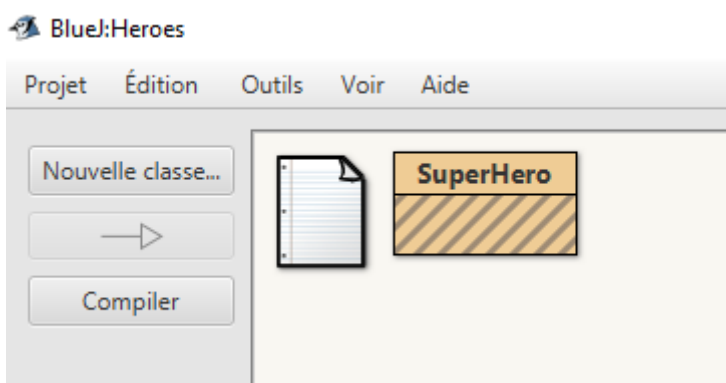 BlueJ:Heroes
Projet Édition Outils Voir Aide
Nouvelle classe...
SuperHero
Compiler